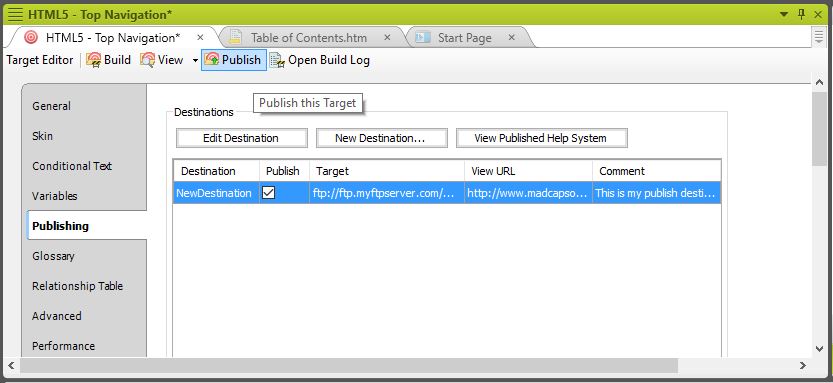 HTML5 - Top Navigation*
HTML5 - Top Navigation* Table of Contents.htm Start Page
Target Editor Build View Publish Open Build Log
Publish this Target
General
Skin
Conditional Text
Variables
Publishing
Glossary
Relationship Table
Advanced
Performance
Destinations
Edit Destination New Destination... View Published Help System
Destination Publish Target View URL Comment
NewDestination ftp://ftp.myftpserver.com/... http://www.madcapso... This is my publish desti...